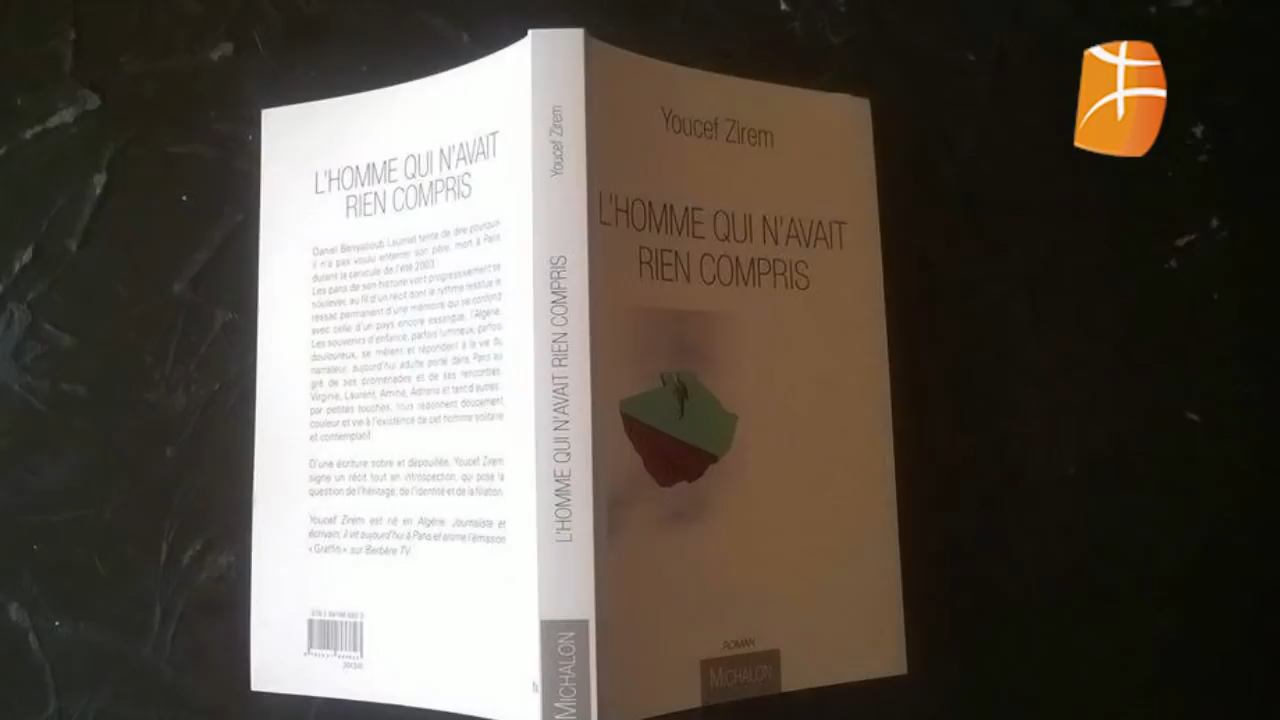 L'HOMME QUI N'AVAIT
RIEN COMPRIS
Daniel Benyacoub Laurriat tente de dire pourquoi
il n'a pas voulu enterrer son père, mort à Paris
durant la canicule de l'été 2003.
Les pans de son histoire vont progressivement se
soulever, au fil d'un récit dont le rythme restitue le
ressac permanent d'une mémoire qui se confond
avec celle d'un pays encore exsangue, l'Algérie.
Les souvenirs d'enfance, parfois lumineux, parfois
douloureux, se mêlent et répondent à la vie du
narrateur, aujourd'hui adulte porté dans Paris au
gré de ses promenades et de ses rencontres.
Virginie, Laurent, Amine, Adriana et tant d'autres:
par petites touches, tous redonnent doucement
couleur et vie à l'existence de cet homme solitaire
et contemplatif.
D'une écriture sobre et dépouillée, Youcef Zirem
signe un récit tout en introspection, qui pose la
question de l'héritage, de l'identité et de la filiation.
Youcef Zirem est né en Algérie. Journaliste et
écrivain, il vit aujourd'hui à Paris et anime l'émission
« Graffiti » sur Berbère TV.
Youcef Zirem
L'HOMME QUI N'AVAIT RIEN COMPRIS
MICHALON
Youcef Zirem
L'HOMME QUI N'AVAIT
RIEN COMPRIS
ROMAN
MICHALON